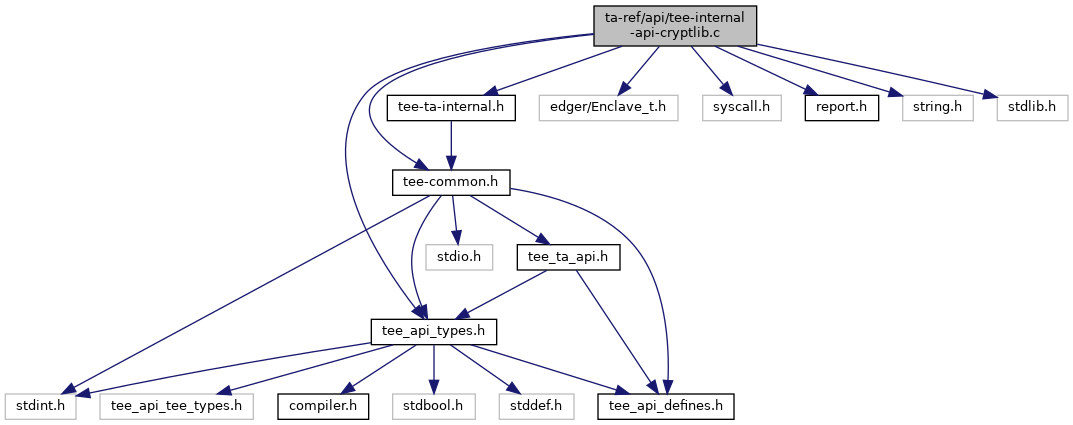 ta-ref/api/tee-internal
-api-cryptlib.c
tee-ta-internal.h
edger/Enclave_t.h
syscall.h
report.h
string.h
stdlib.h
tee-common.h
stdio.h
tee_ta_api.h
tee_api_types.h
stdint.h
tee_api_tee_types.h
compiler.h
stdbool.h
stddef.h
tee_api_defines.h